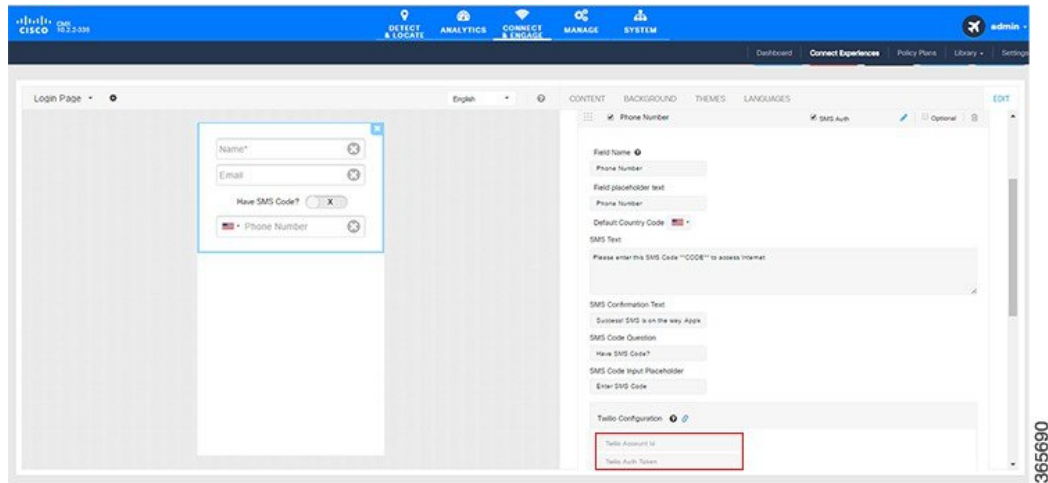 CISCO CMX 10.2.2-335
DETECT & LOCATE
ANALYTICS
CONNECT & ENGAGE
MANAGE
SYSTEM
admin
Dashboard Connect Experiences Policy Plans Library Settings
Login Page
English
CONTENT BACKGROUND THEMES LANGUAGES EDIT
Phone Number SMS Auth Optional
Name*
Email
Have SMS Code? X
Phone Number
Field Name
Phone Number
Field placeholder text
Phone Number
Default Country Code
SMS Text
Please enter this SMS Code **CODE** to access Internet
SMS Confirmation Text
Success! SMS is on the way. Apple
SMS Code Question
Have SMS Code?
SMS Code Input Placeholder
Enter SMS Code
Twilio Configuration
Twilio Account Id
Twilio Auth Token
365690